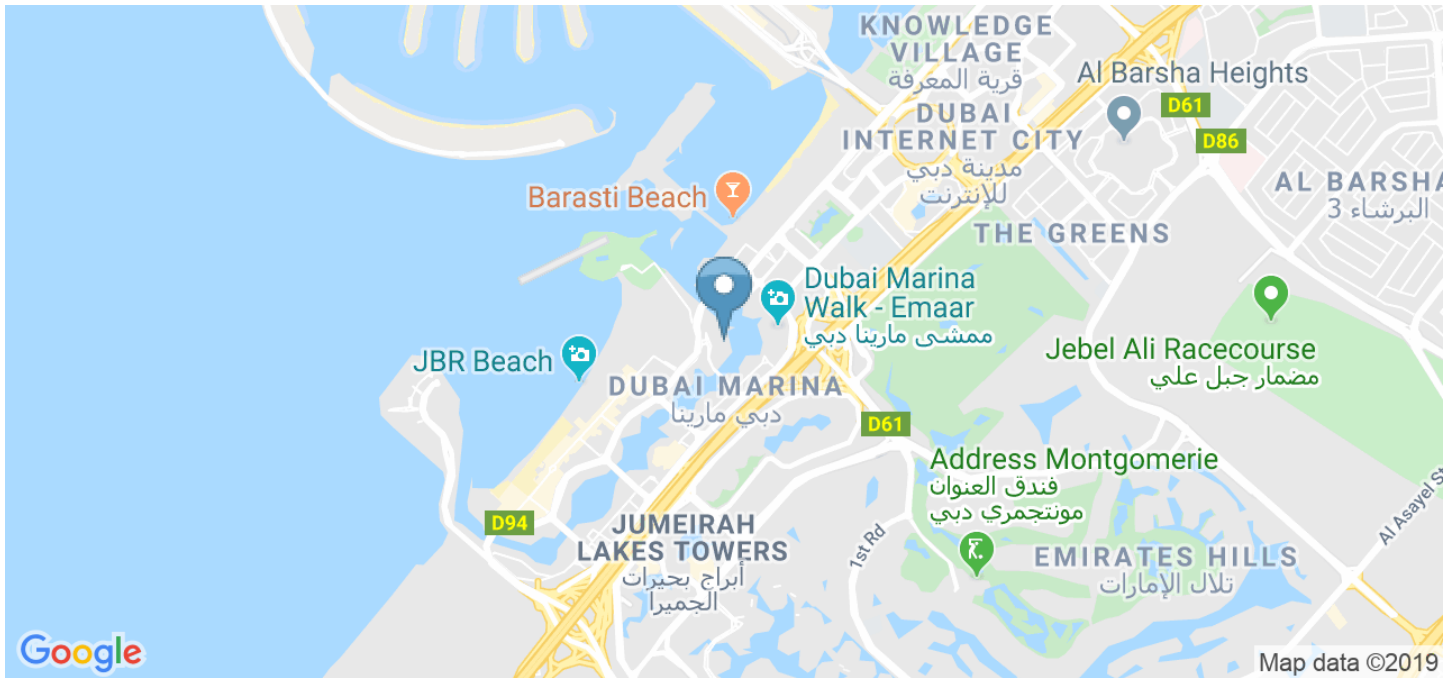 KNOWLEDGE
VILLAGE
قرية المعرفة
Al Barsha Heights
D61
DUBAI
INTERNET CITY
مدينة دبي
للإنترنت
D86
AL BARSHA
البرشاء 3
Barasti Beach
THE GREENS
Dubai Marina
Walk - Emaar
ممشى مارينا دبي
Jebel Ali Racecourse
مضمار جبل علي
JBR Beach
DUBAI MARINA
دبي مارينا
D61
Address Montgomerie
فندق العنوان
مونتجمري دبي
D94
JUMEIRAH
LAKES TOWERS
أبراج بحيرات
الجميرا
1st Rd
Al Asayel St
EMIRATES HILLS
تلال الإمارات
Google
Map data ©2019